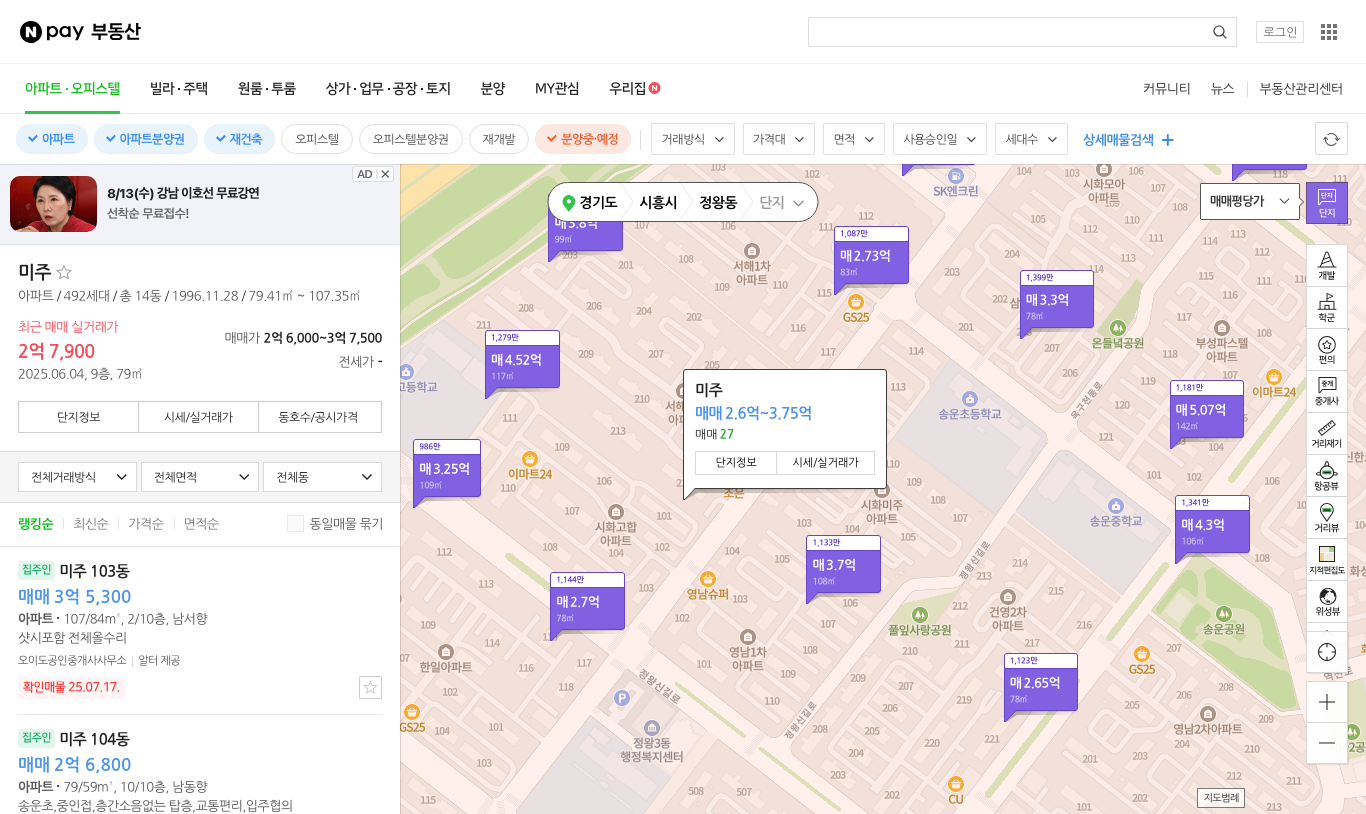 N pay 부동산
로그인
아파트·오피스텔 빌라·주택 원룸·투룸 상가·업무·공장·토지 분양 MY관심 우리집 N 커뮤니티 뉴스 부동산관리센터
아파트 아파트분양권 재건축 오피스텔 오피스텔분양권 재개발 분양중·예정 거래방식 가격대 면적 사용승인일 세대수 상세매물검색
AD
8/13(수) 강남 이호선 무료강연
선착순 무료접수!
미주
아파트 / 492세대 / 총 14동 / 1996.11.28 / 79.41㎡ ~ 107.35㎡
최근 매매 실거래가
2억 7,900
2025.06.04, 9층, 79㎡
매매가 2억 6,000~3억 7,500
전세가 -
단지정보 시세/실거래가 동호수/공시가격
전체거래방식 전체면적 전체동
랭킹순 최신순 가격순 면적순 동일매물 묶기
집주인 미주 103동
매매 3억 5,300
아파트 · 107/84m², 2/10층, 남서향
샷시포함 전체올수리
오이도공인중개사사무소 알터 제공
확인매물 25.07.17.
집주인 미주 104동
매매 2억 6,800
아파트 · 79/59m², 10/10층, 남동향
송운초,중인접,층간소음없는 탑층,교통편리,입주협의
경기도 시흥시 정왕동 단지
매3.8억
99㎡
SK엔크린
시화모아
아파트
매매평당가
단지
단지
1,087만
매2.73억
83㎡
서해1차
아파트
GS25
1,399만
매3.3억
78㎡
온들녘공원
부성파스텔
아파트
이마트24
1,279만
매4.52억
117㎡
고등학교
미주
매매 2.6억~3.75억
매매 27
단지정보 시세/실거래가
송운초등학교
옥구천동로
1,181만
매5.07억
142㎡
986만
매3.25억
109㎡
이마트24
시화고합
아파트
시화미주
아파트
송운중학교
1,341만
매4.3억
106㎡
1,133만
매3.7억
108㎡
정왕신길로
1,144만
매2.7억
78㎡
영남슈퍼
풀잎사랑공원
건영2차
아파트
송운공원
한일아파트
영남1차
아파트
1,123만
매2.65억
78㎡
GS25
정왕신길로
정왕신길로
P
GS25
정왕3동
행정복지센터
영남2차아파트
CU
지도범례
개발
학군
편의
중개
중개사
거리재기
항공뷰
거리뷰
지적편집도
위성뷰